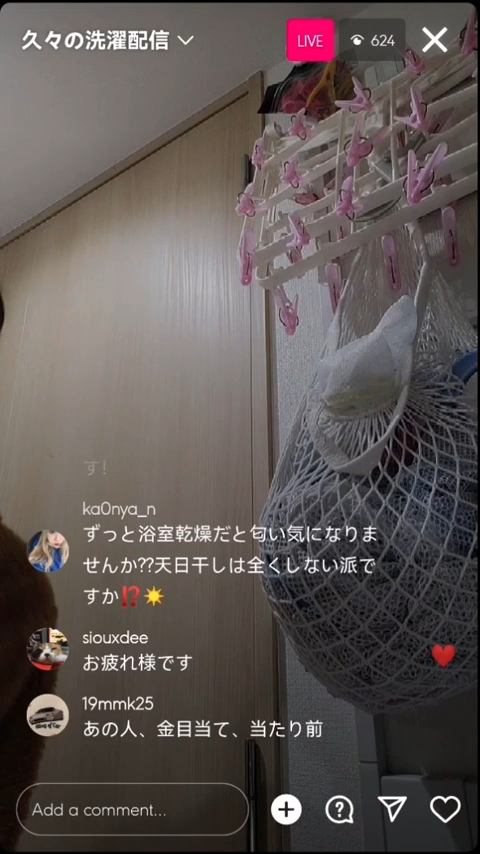 久々の洗濯配信
LIVE
624
す!
ka0nya_n
ずっと浴室乾燥だと匂い気になりま
せんか??天日干しは全くしない派で
すか⁉️☀️
siouxdee
お疲れ様です
19mmk25
あの人、金目当て、当たり前
Add a comment...